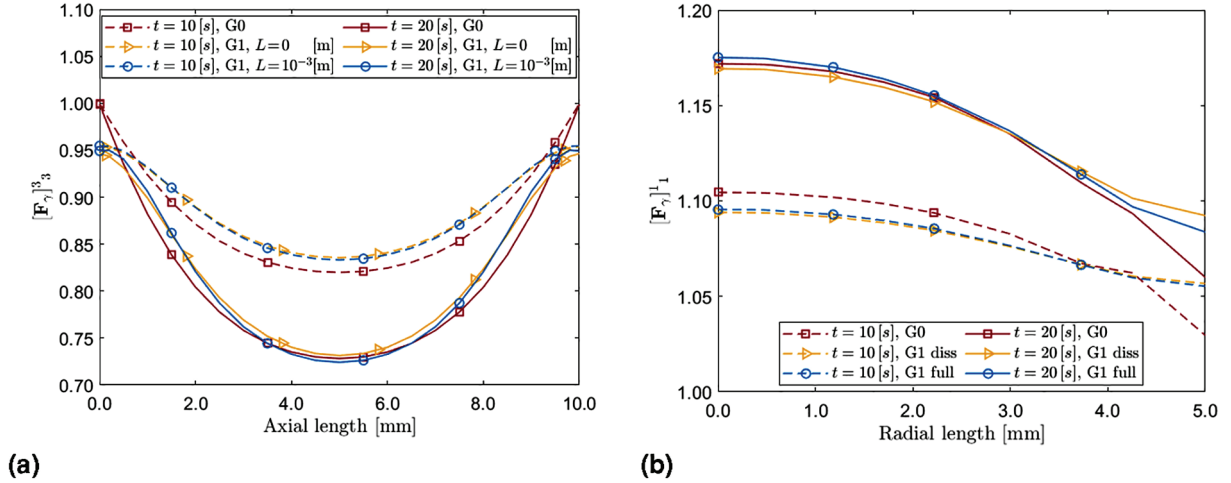 1.10
1.05
1.00
0.95
0.90
0.85
0.80
0.75
0.70
[F_γ]^3_3
t = 10 [s], G0
t = 10 [s], G1, L = 0 [m]
t = 10 [s], G1, L = 10^−3 [m]
t = 20 [s], G0
t = 20 [s], G1, L = 0 [m]
t = 20 [s], G1, L = 10^−3 [m]
0.0 2.0 4.0 6.0 8.0 10.0
Axial length [mm]
(a)
1.20
1.15
1.10
1.05
1.00
[F_γ]^1_1
t = 10 [s], G0
t = 10 [s], G1 diss
t = 10 [s], G1 full
t = 20 [s], G0
t = 20 [s], G1 diss
t = 20 [s], G1 full
0.0 1.0 2.0 3.0 4.0 5.0
Radial length [mm]
(b)